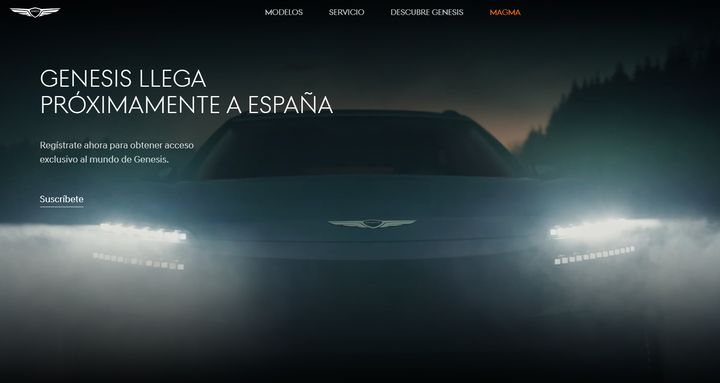 MODELOS
SERVICIO
DESCUBRE GENESIS
MAGMA
GENESIS LLEGA
PRÓXIMAMENTE A ESPAÑA
Regístrate ahora para obtener acceso
exclusivo al mundo de Genesis.
Suscríbete